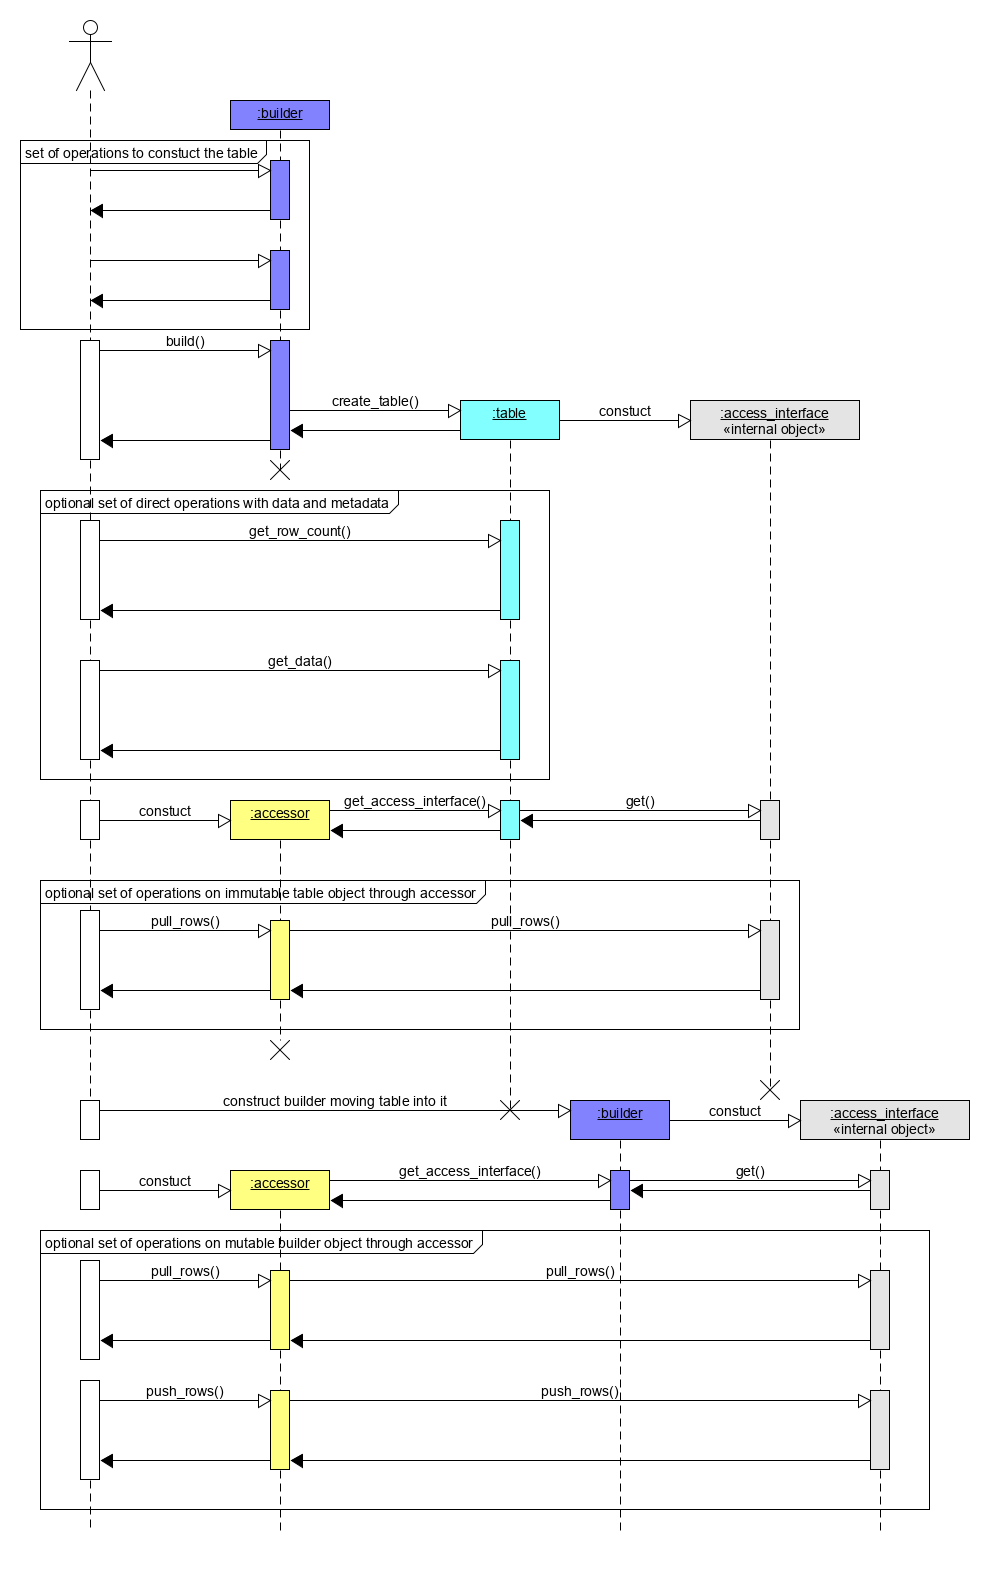 :builder
set of operations to constuct the table
build()
create_table()
:table
constuct
:access_interface
«internal object»
optional set of direct operations with data and metadata
get_row_count()
get_data()
constuct
:accessor
get_access_interface()
get()
optional set of operations on immutable table object through accessor
pull_rows()
pull_rows()
construct builder moving table into it
:builder
constuct
:access_interface
«internal object»
constuct
:accessor
get_access_interface()
get()
optional set of operations on mutable builder object through accessor
pull_rows()
pull_rows()
push_rows()
push_rows()